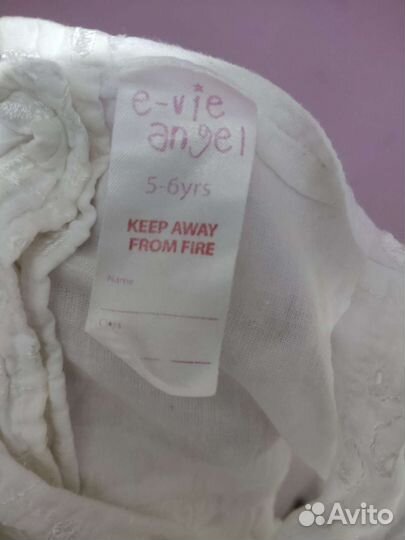 e-vie
angel
5-6yrs
KEEP AWAY
FROM FIRE
Name
Class
Avito